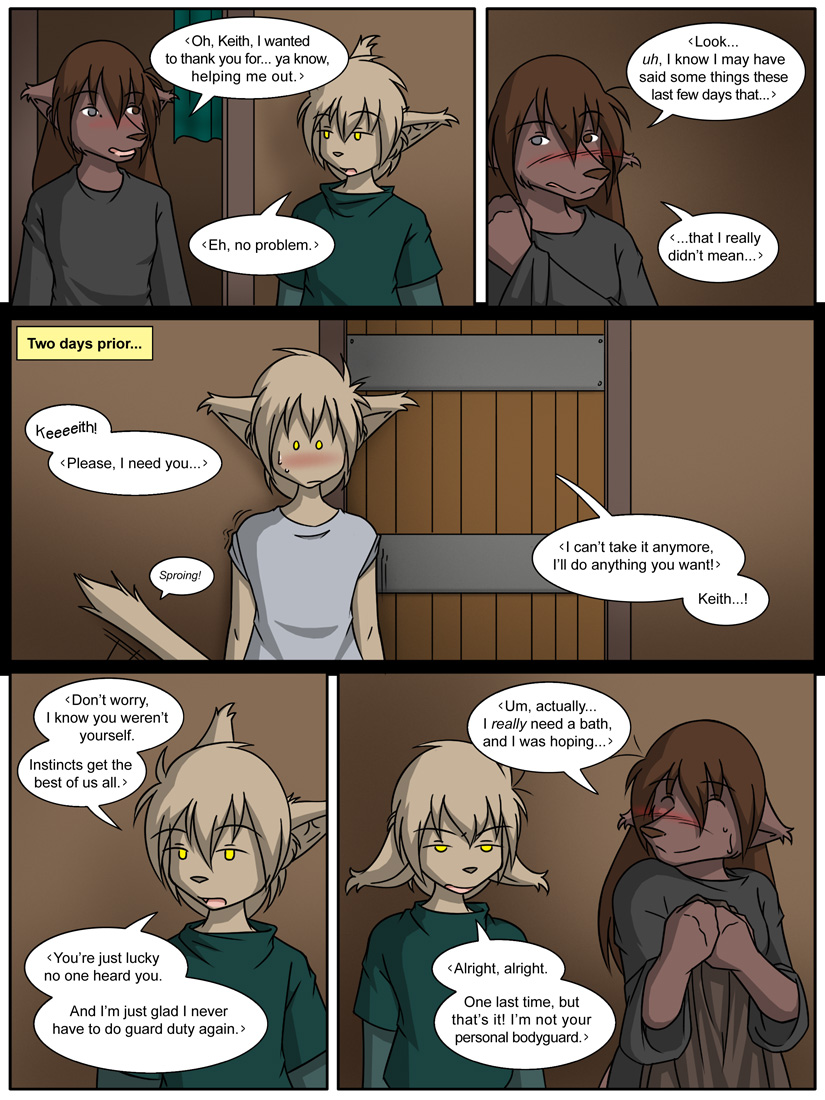 ‹Oh, Keith, I wanted
to thank you for... ya know,
helping me out.›
‹Eh, no problem.›
‹Look...
uh, I know I may have
said some things these
last few days that...›
‹...that I really
didn't mean...›
Two days prior...
Keeeeith!
‹Please, I need you...›
Sproing!
‹I can't take it anymore,
I'll do anything you want!›
Keith...!
‹Don't worry,
I know you weren't
yourself.
Instincts get the
best of us all.›
‹You're just lucky
no one heard you.
And I'm just glad I never
have to do guard duty again.›
‹Um, actually...
I really need a bath,
and I was hoping...›
‹Alright, alright.
One last time, but
that's it! I'm not your
personal bodyguard.›